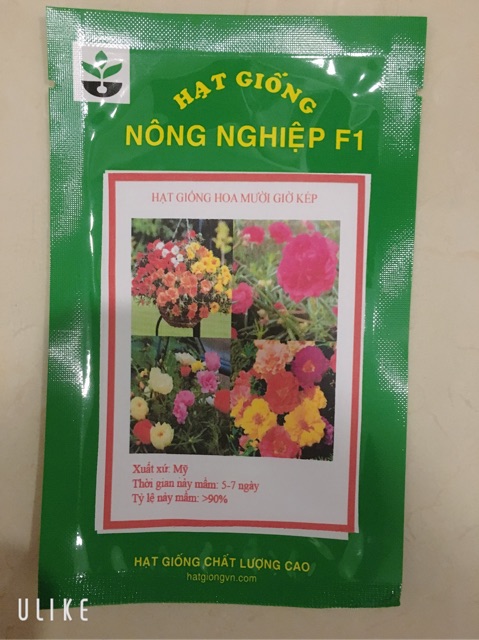 HẠT GIỐNG
NÔNG NGHIỆP F1
HẠT GIỐNG HOA MƯỜI GIỜ KÉP
Xuất xứ: Mỹ
Thời gian nảy mầm: 5-7 ngày
Tỷ lệ nảy mầm: >90%
HẠT GIỐNG CHẤT LƯỢNG CAO
hatgiongvn.com
ULIKE